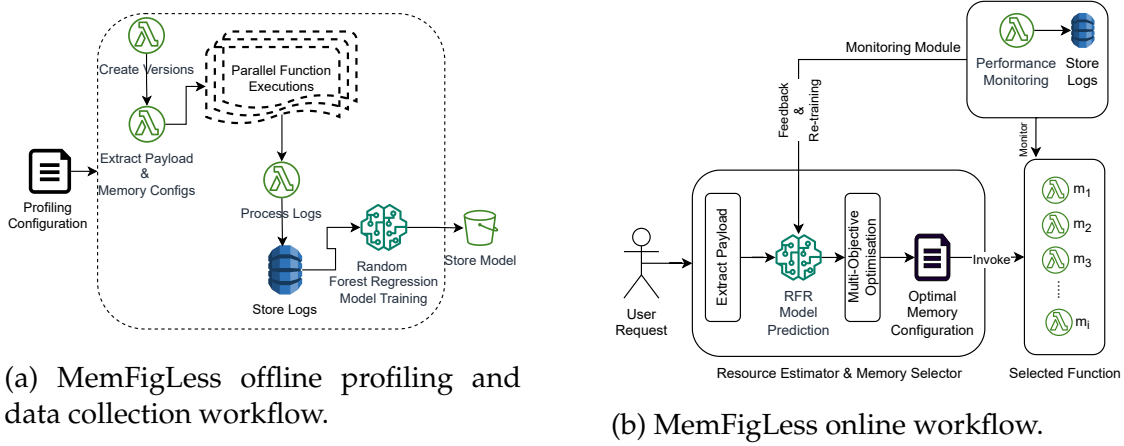 Create Versions
Parallel Function
Executions
Extract Payload
&
Memory Configs
Profiling
Configuration
Process Logs
Store Logs
Random
Forest Regression
Model Training
Store Model
(a) MemFigLess offline profiling and
data collection workflow.
Monitoring Module
Performance
Monitoring
Store
Logs
Feedback
&
Re-training
Monitor
User
Request
Extract Payload
RFR
Model
Prediction
Multi-Objective
Optimisation
Optimal
Memory
Configuration
Invoke
m1
m2
m3
......
mi
Resource Estimator & Memory Selector
Selected Function
(b) MemFigLess online workflow.